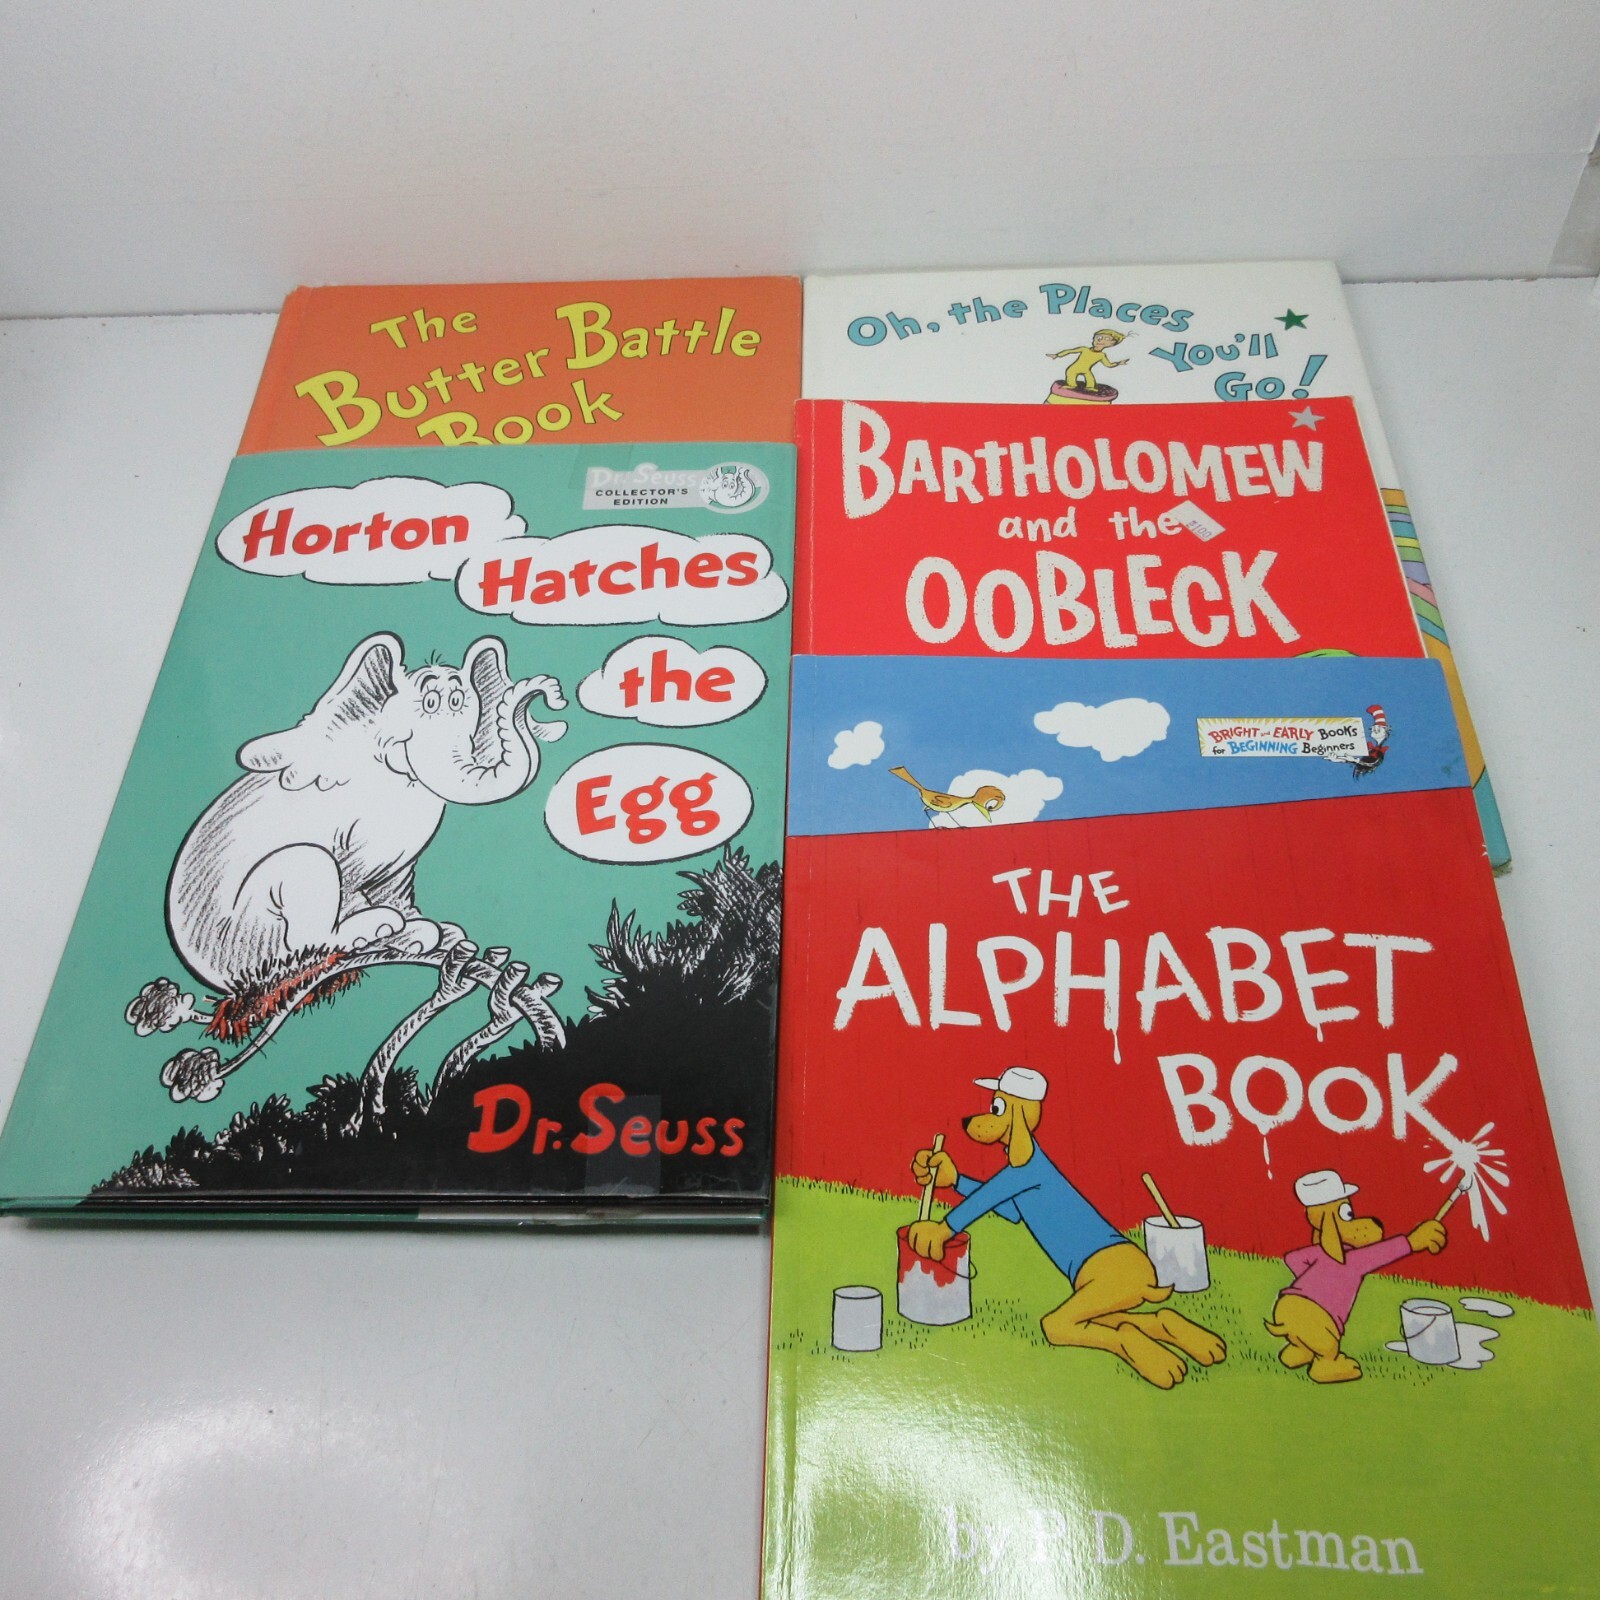 The
Butter Battle
Book
Oh, the Places
You'll
Go!
Dr. Seuss
COLLECTOR'S
EDITION
Horton
Hatches
the
Egg
Dr. Seuss
BARTHOLOMEW
and the
OOBLECK
BRIGHT and EARLY BOOKS
for BEGINNING Beginners
THE
ALPHABET
BOOK
by P. D. Eastman